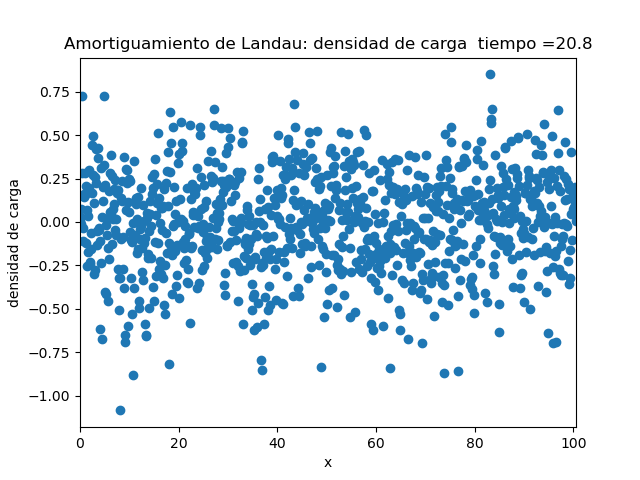 Amortiguamiento de Landau: densidad de carga  tiempo =20.8
0.75
0.50
0.25
0.00
−0.25
−0.50
−0.75
−1.00
densidad de carga
0 20 40 60 80 100
x